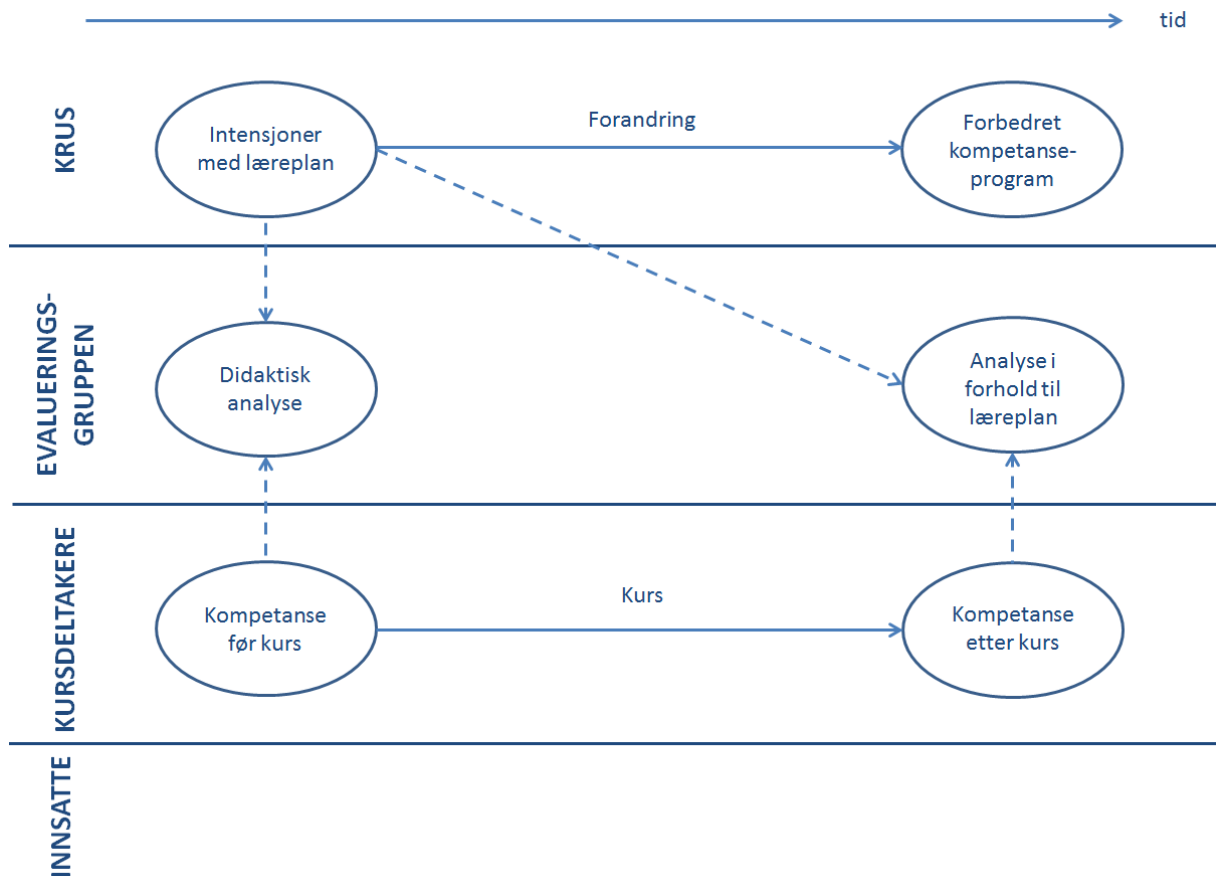 tid
KRUS
Intensjoner
med læreplan
Forandring
Forbedret
kompetanse-
program
EVALUERINGS-
GRUPPEN
Didaktisk
analyse
Analyse i
forhold til
læreplan
KURSDELTAKERE
Kompetanse
før kurs
Kurs
Kompetanse
etter kurs
INNSATTE